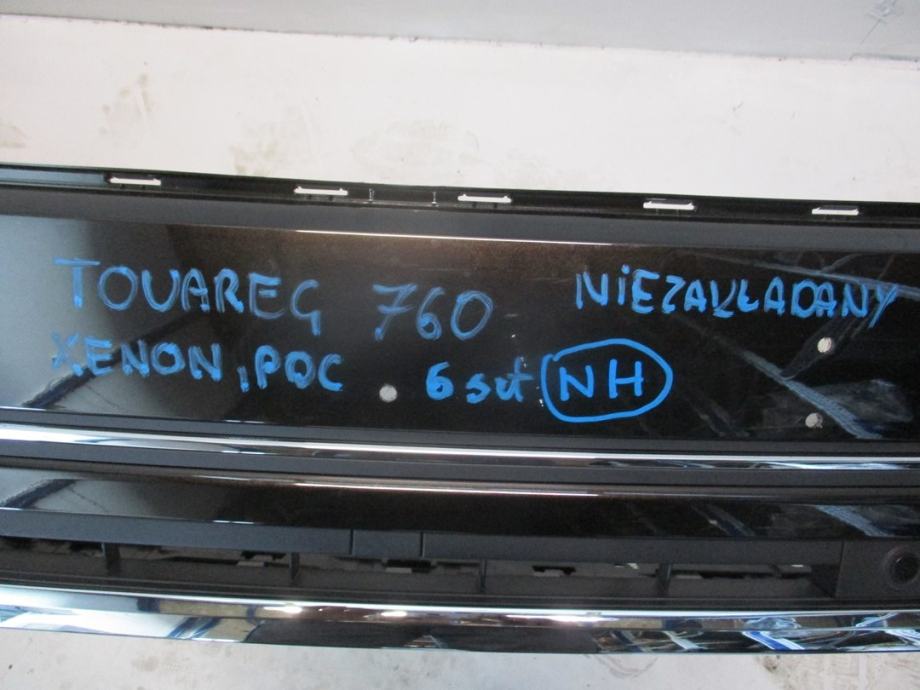 TOUAREG 760 NIEZAKŁADANY
XENON, PDC 6 szt NH